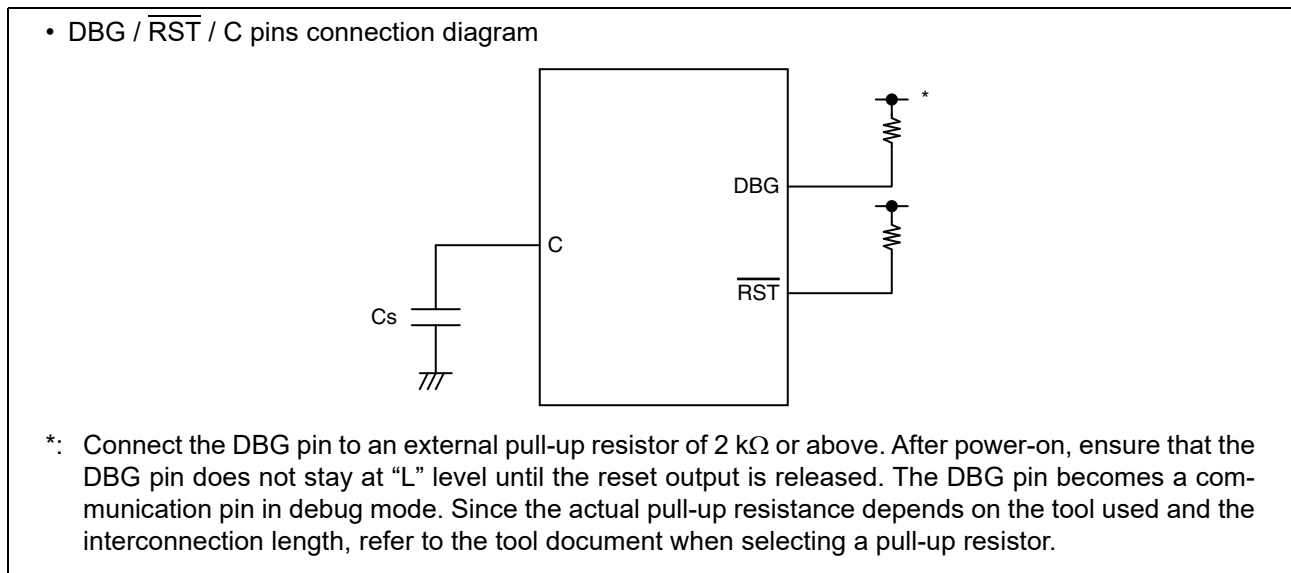 • DBG / R̅S̅T̅ / C pins connection diagram
*
DBG
C
R̅S̅T̅
Cs
*: Connect the DBG pin to an external pull-up resistor of 2 kΩ or above. After power-on, ensure that the
DBG pin does not stay at “L” level until the reset output is released. The DBG pin becomes a com-
munication pin in debug mode. Since the actual pull-up resistance depends on the tool used and the
interconnection length, refer to the tool document when selecting a pull-up resistor.